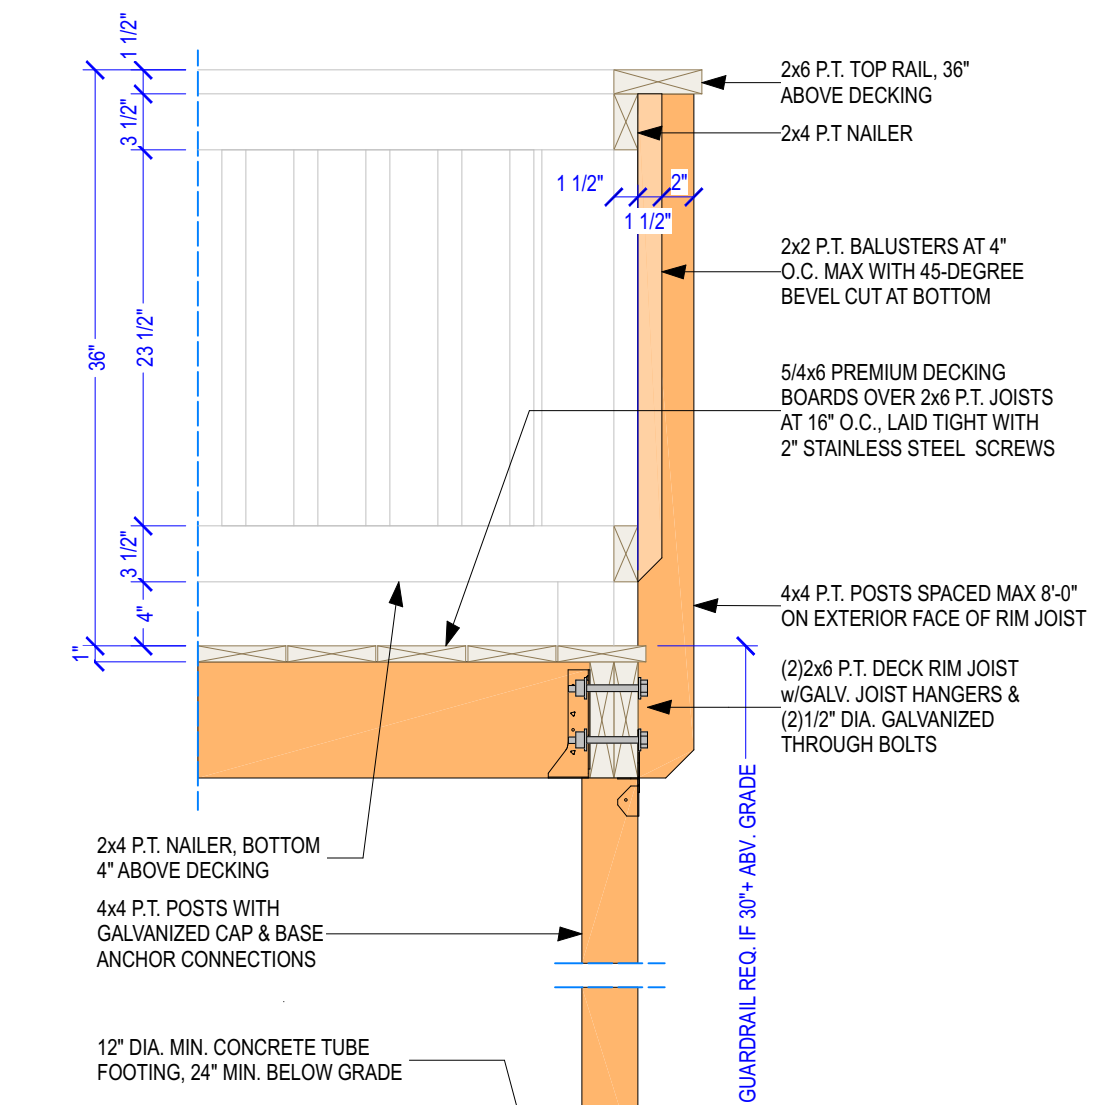 1 1/2"
3 1/2"
36"
23 1/2"
3 1/2"
4"
1"
1 1/2"
2"
1 1/2"
2x6 P.T. TOP RAIL, 36"
ABOVE DECKING
2x4 P.T NAILER
2x2 P.T. BALUSTERS AT 4"
O.C. MAX WITH 45-DEGREE
BEVEL CUT AT BOTTOM
5/4x6 PREMIUM DECKING
BOARDS OVER 2x6 P.T. JOISTS
AT 16" O.C., LAID TIGHT WITH
2" STAINLESS STEEL SCREWS
4x4 P.T. POSTS SPACED MAX 8'-0"
ON EXTERIOR FACE OF RIM JOIST
(2)2x6 P.T. DECK RIM JOIST
w/GALV. JOIST HANGERS &
(2)1/2" DIA. GALVANIZED
THROUGH BOLTS
GUARDRAIL REQ. IF 30"+ ABV. GRADE
2x4 P.T. NAILER, BOTTOM
4" ABOVE DECKING
4x4 P.T. POSTS WITH
GALVANIZED CAP & BASE
ANCHOR CONNECTIONS
12" DIA. MIN. CONCRETE TUBE
FOOTING, 24" MIN. BELOW GRADE